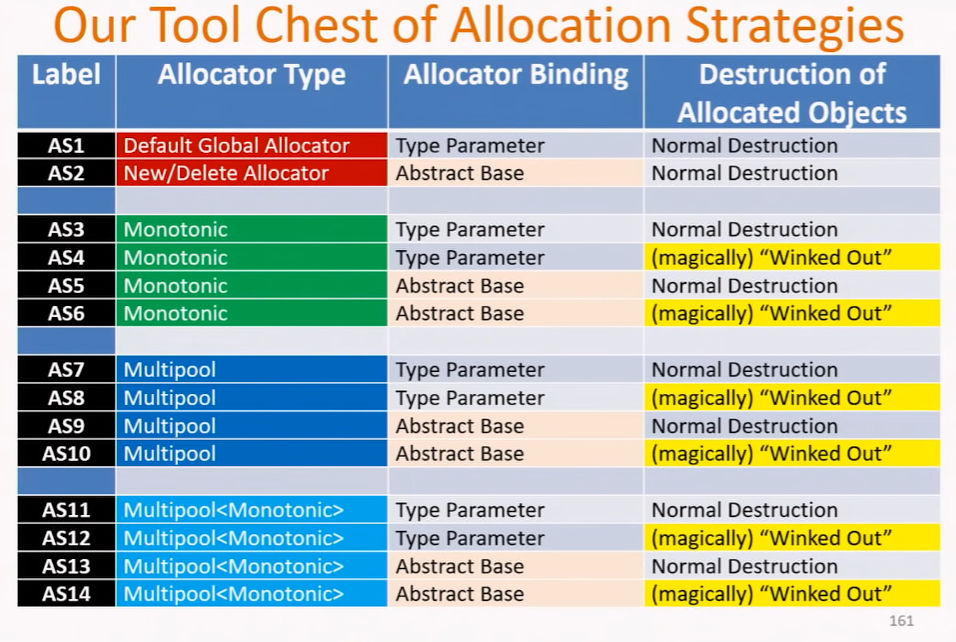 Our Tool Chest of Allocation Strategies
Label Allocator Type Allocator Binding Destruction of Allocated Objects
AS1 Default Global Allocator Type Parameter Normal Destruction
AS2 New/Delete Allocator Abstract Base Normal Destruction
AS3 Monotonic Type Parameter Normal Destruction
AS4 Monotonic Type Parameter (magically) “Winked Out”
AS5 Monotonic Abstract Base Normal Destruction
AS6 Monotonic Abstract Base (magically) “Winked Out”
AS7 Multipool Type Parameter Normal Destruction
AS8 Multipool Type Parameter (magically) “Winked Out”
AS9 Multipool Abstract Base Normal Destruction
AS10 Multipool Abstract Base (magically) “Winked Out”
AS11 Multipool<Monotonic> Type Parameter Normal Destruction
AS12 Multipool<Monotonic> Type Parameter (magically) “Winked Out”
AS13 Multipool<Monotonic> Abstract Base Normal Destruction
AS14 Multipool<Monotonic> Abstract Base (magically) “Winked Out”
161